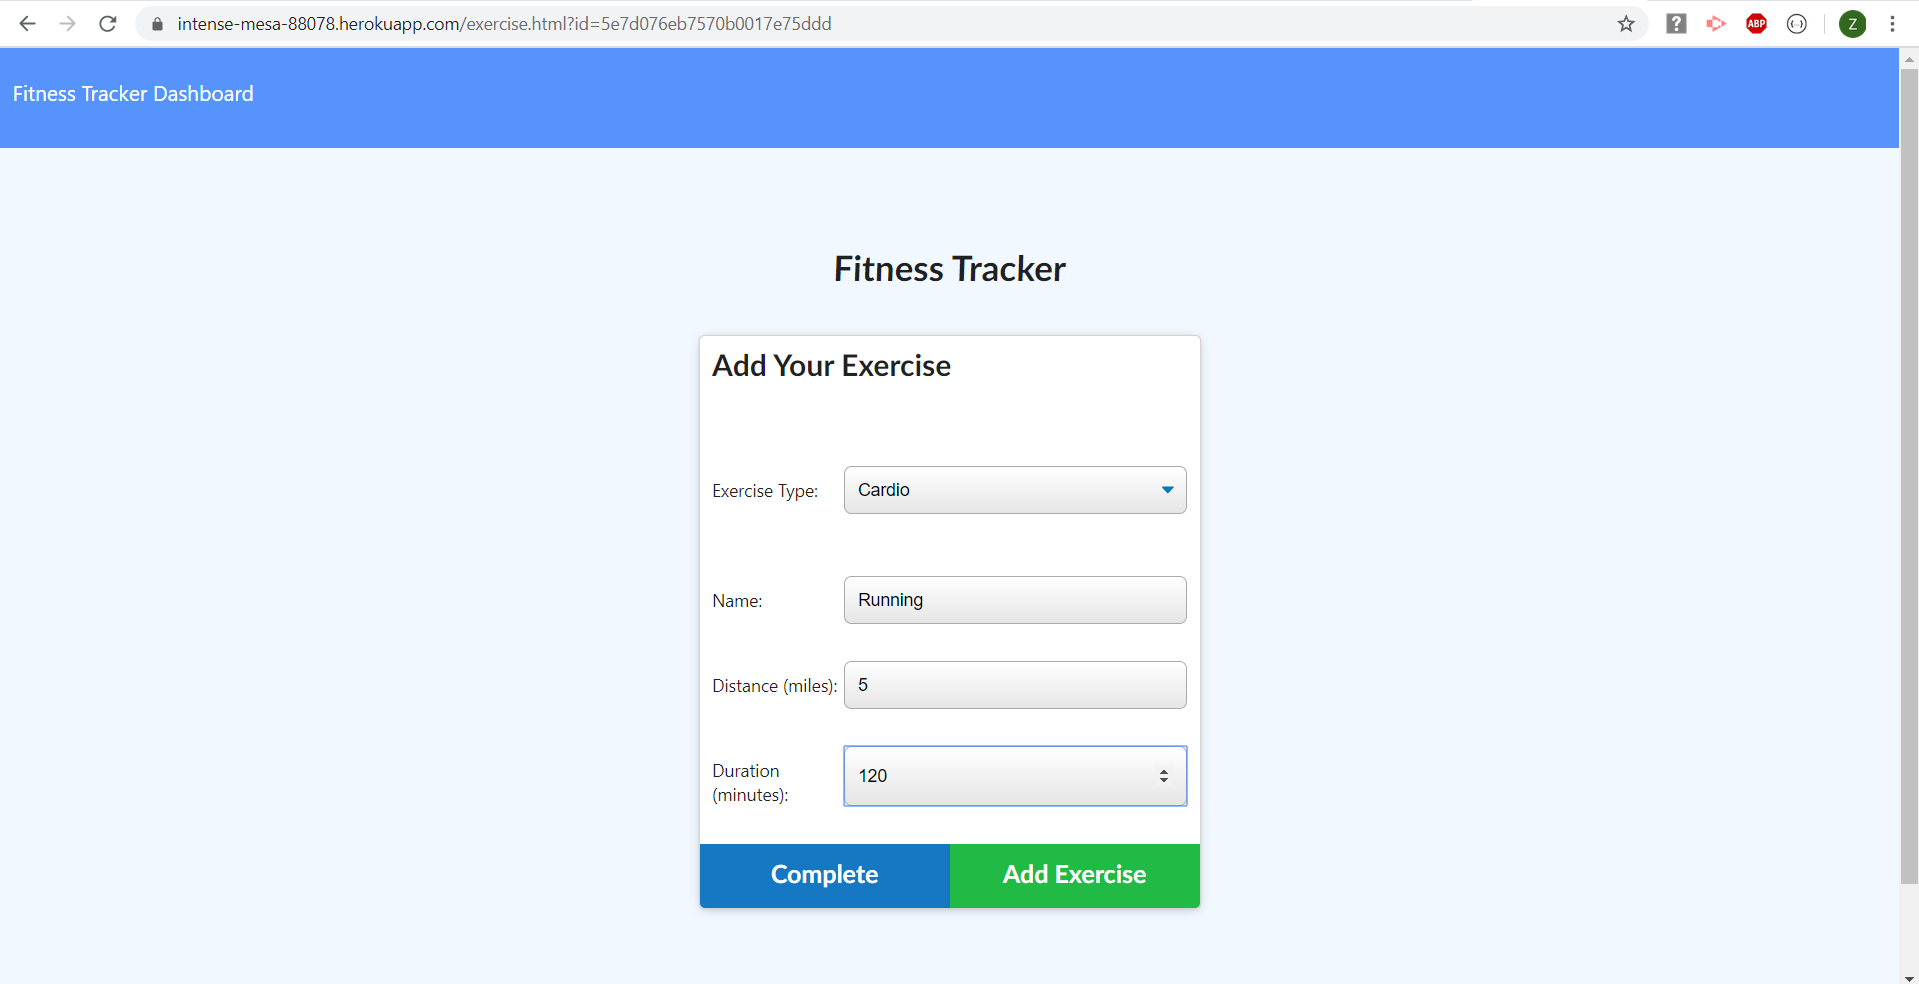 intense-mesa-88078.herokuapp.com/exercise.html?id=5e7d076eb7570b0017e75ddd
ABP
Z
Fitness Tracker Dashboard
Fitness Tracker
Add Your Exercise
Exercise Type: Cardio
Name: Running
Distance (miles): 5
Duration (minutes): 120
Complete Add Exercise